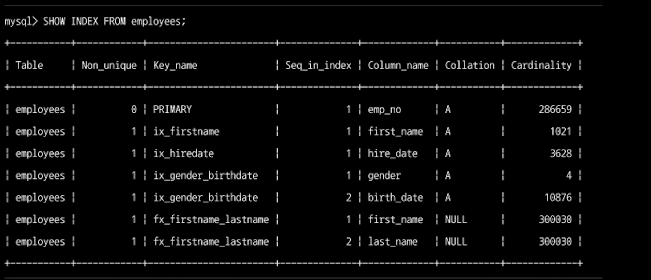 mysql> SHOW INDEX FROM employees;
+-----------+------------+-----------------------+--------------+-------------+-----------+-------------+
| Table | Non_unique | Key_name | Seq_in_index | Column_name | Collation | Cardinality |
+-----------+------------+-----------------------+--------------+-------------+-----------+-------------+
| employees | 0 | PRIMARY | 1 | emp_no | A | 286659 |
| employees | 1 | ix_firstname | 1 | first_name | A | 1021 |
| employees | 1 | ix_hiredate | 1 | hire_date | A | 3628 |
| employees | 1 | ix_gender_birthdate | 1 | gender | A | 4 |
| employees | 1 | ix_gender_birthdate | 2 | birth_date | A | 10876 |
| employees | 1 | fx_firstname_lastname | 1 | first_name | NULL | 300030 |
| employees | 1 | fx_firstname_lastname | 2 | last_name | NULL | 300030 |
+-----------+------------+-----------------------+--------------+-------------+-----------+-------------+